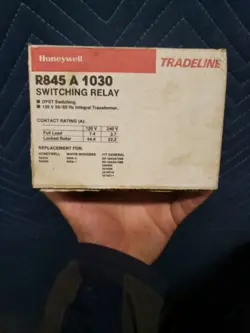 Honeywell
TRADELINE
R845 A 1030
SWITCHING RELAY
DPST Switching.
120 V 50/60 Hz Integral Transformer.
CONTACT RATING (A):
120 V 240 V
Full Load 7.4 3.7
Locked Rotor 44.4 22.2
REPLACEMENT FOR:
HONEYWELL WHITE-RODGERS ITT GENERAL